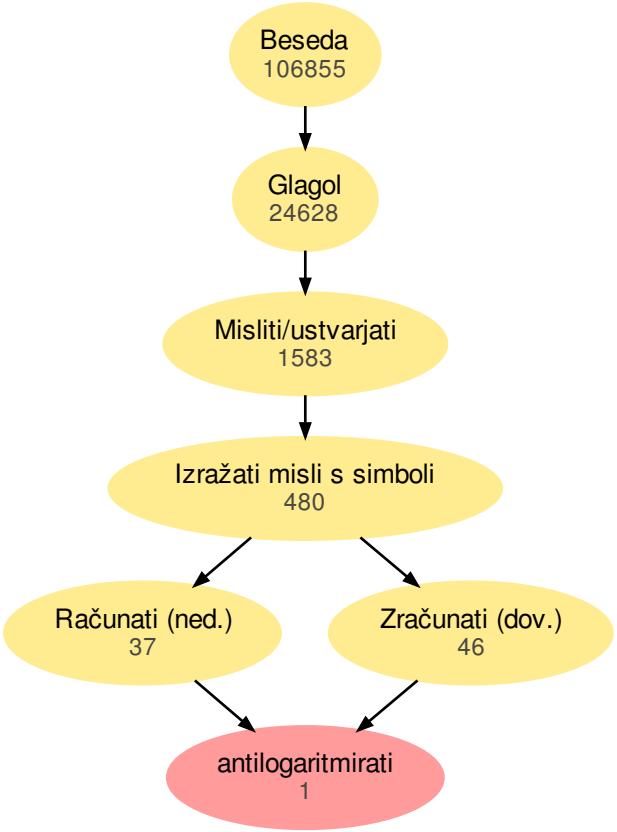 Beseda
106855
Glagol
24628
Misliti/ustvarjati
1583
Izražati misli s simboli
480
Računati (ned.)
37
Zračunati (dov.)
46
antilogaritmirati
1